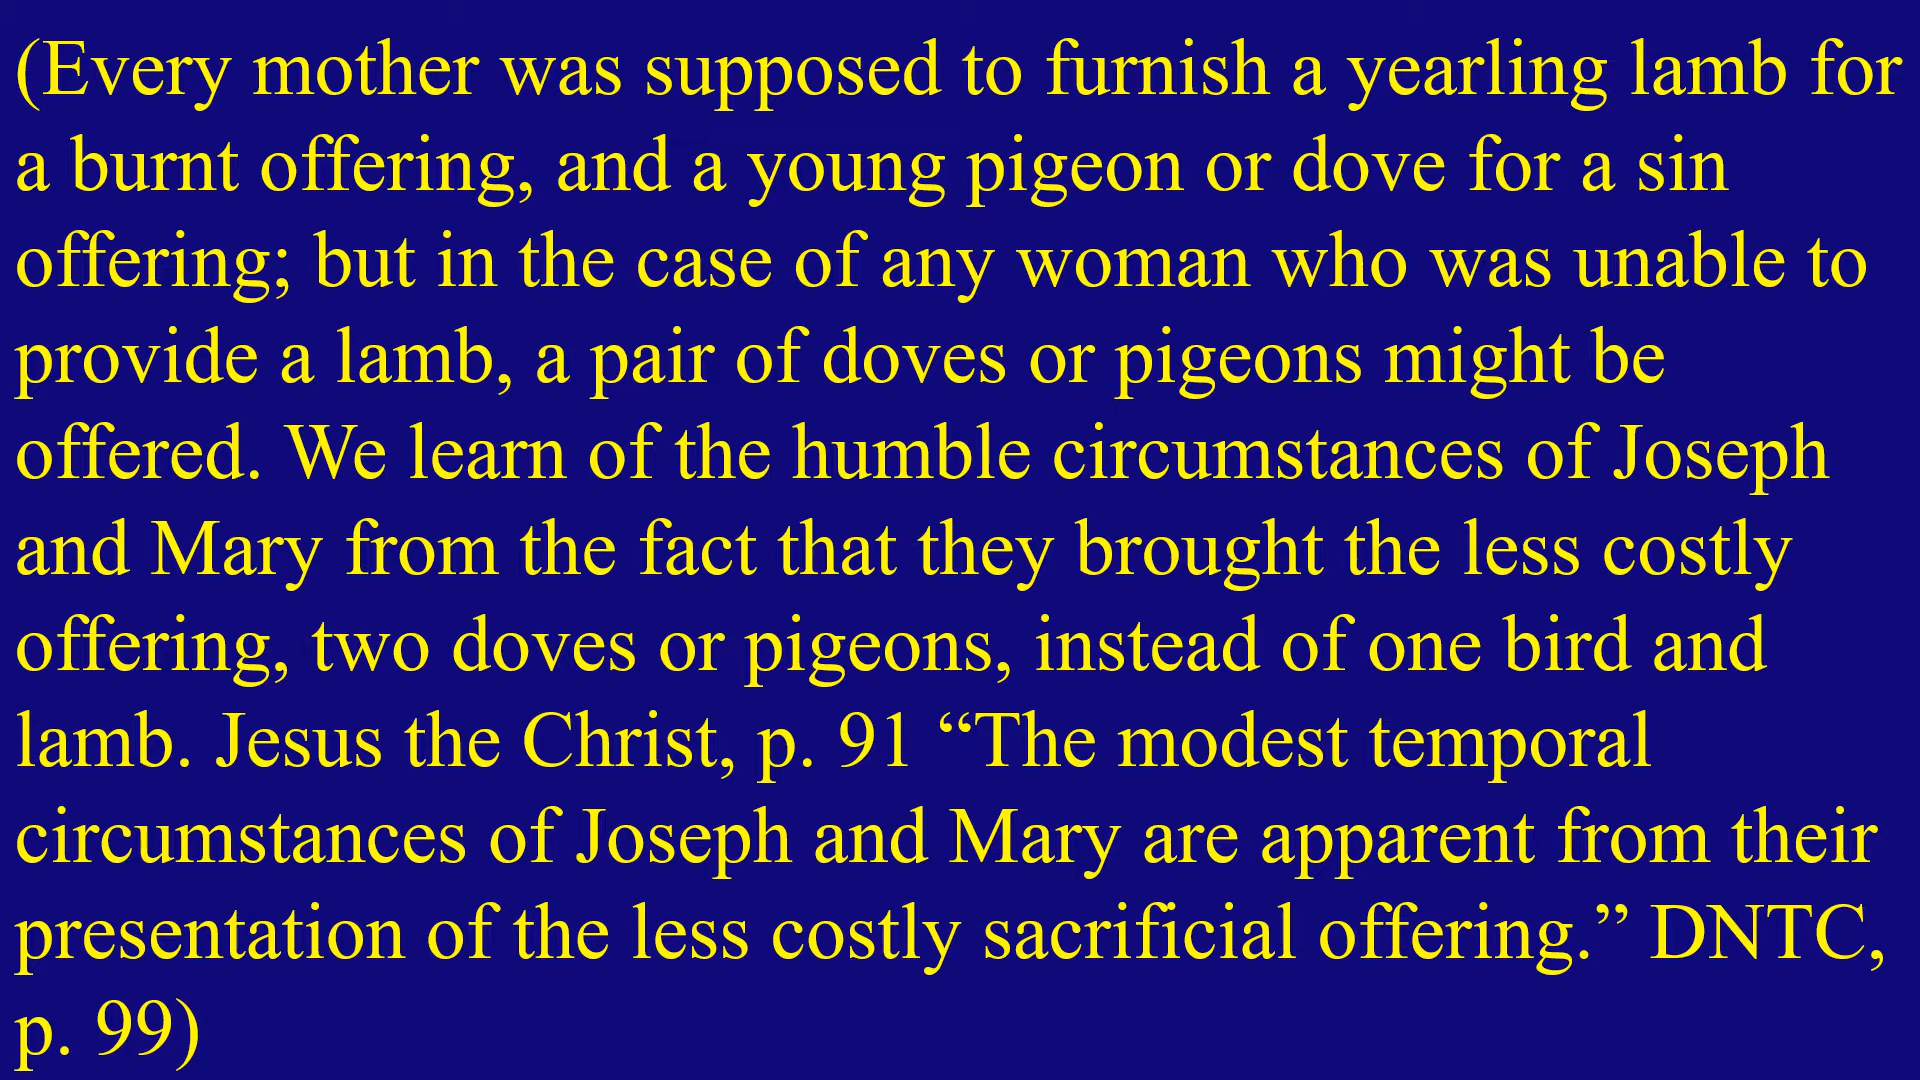 (Every mother was supposed to furnish a yearling lamb for
a burnt offering, and a young pigeon or dove for a sin
offering; but in the case of any woman who was unable to
provide a lamb, a pair of doves or pigeons might be
offered. We learn of the humble circumstances of Joseph
and Mary from the fact that they brought the less costly
offering, two doves or pigeons, instead of one bird and
lamb. Jesus the Christ, p. 91 “The modest temporal
circumstances of Joseph and Mary are apparent from their
presentation of the less costly sacrificial offering.” DNTC,
p. 99)